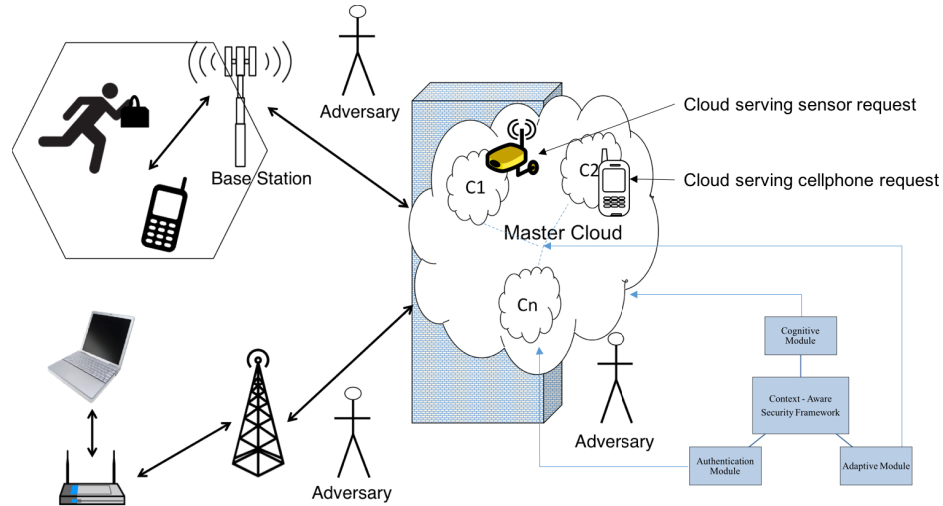 Adversary
Cloud serving sensor request
Base Station
C1
C2
Cloud serving cellphone request
Master Cloud
Cn
Cognitive
Module
Context - Aware
Security Framework
Adversary
Authentication
Module
Adaptive Module
Adversary